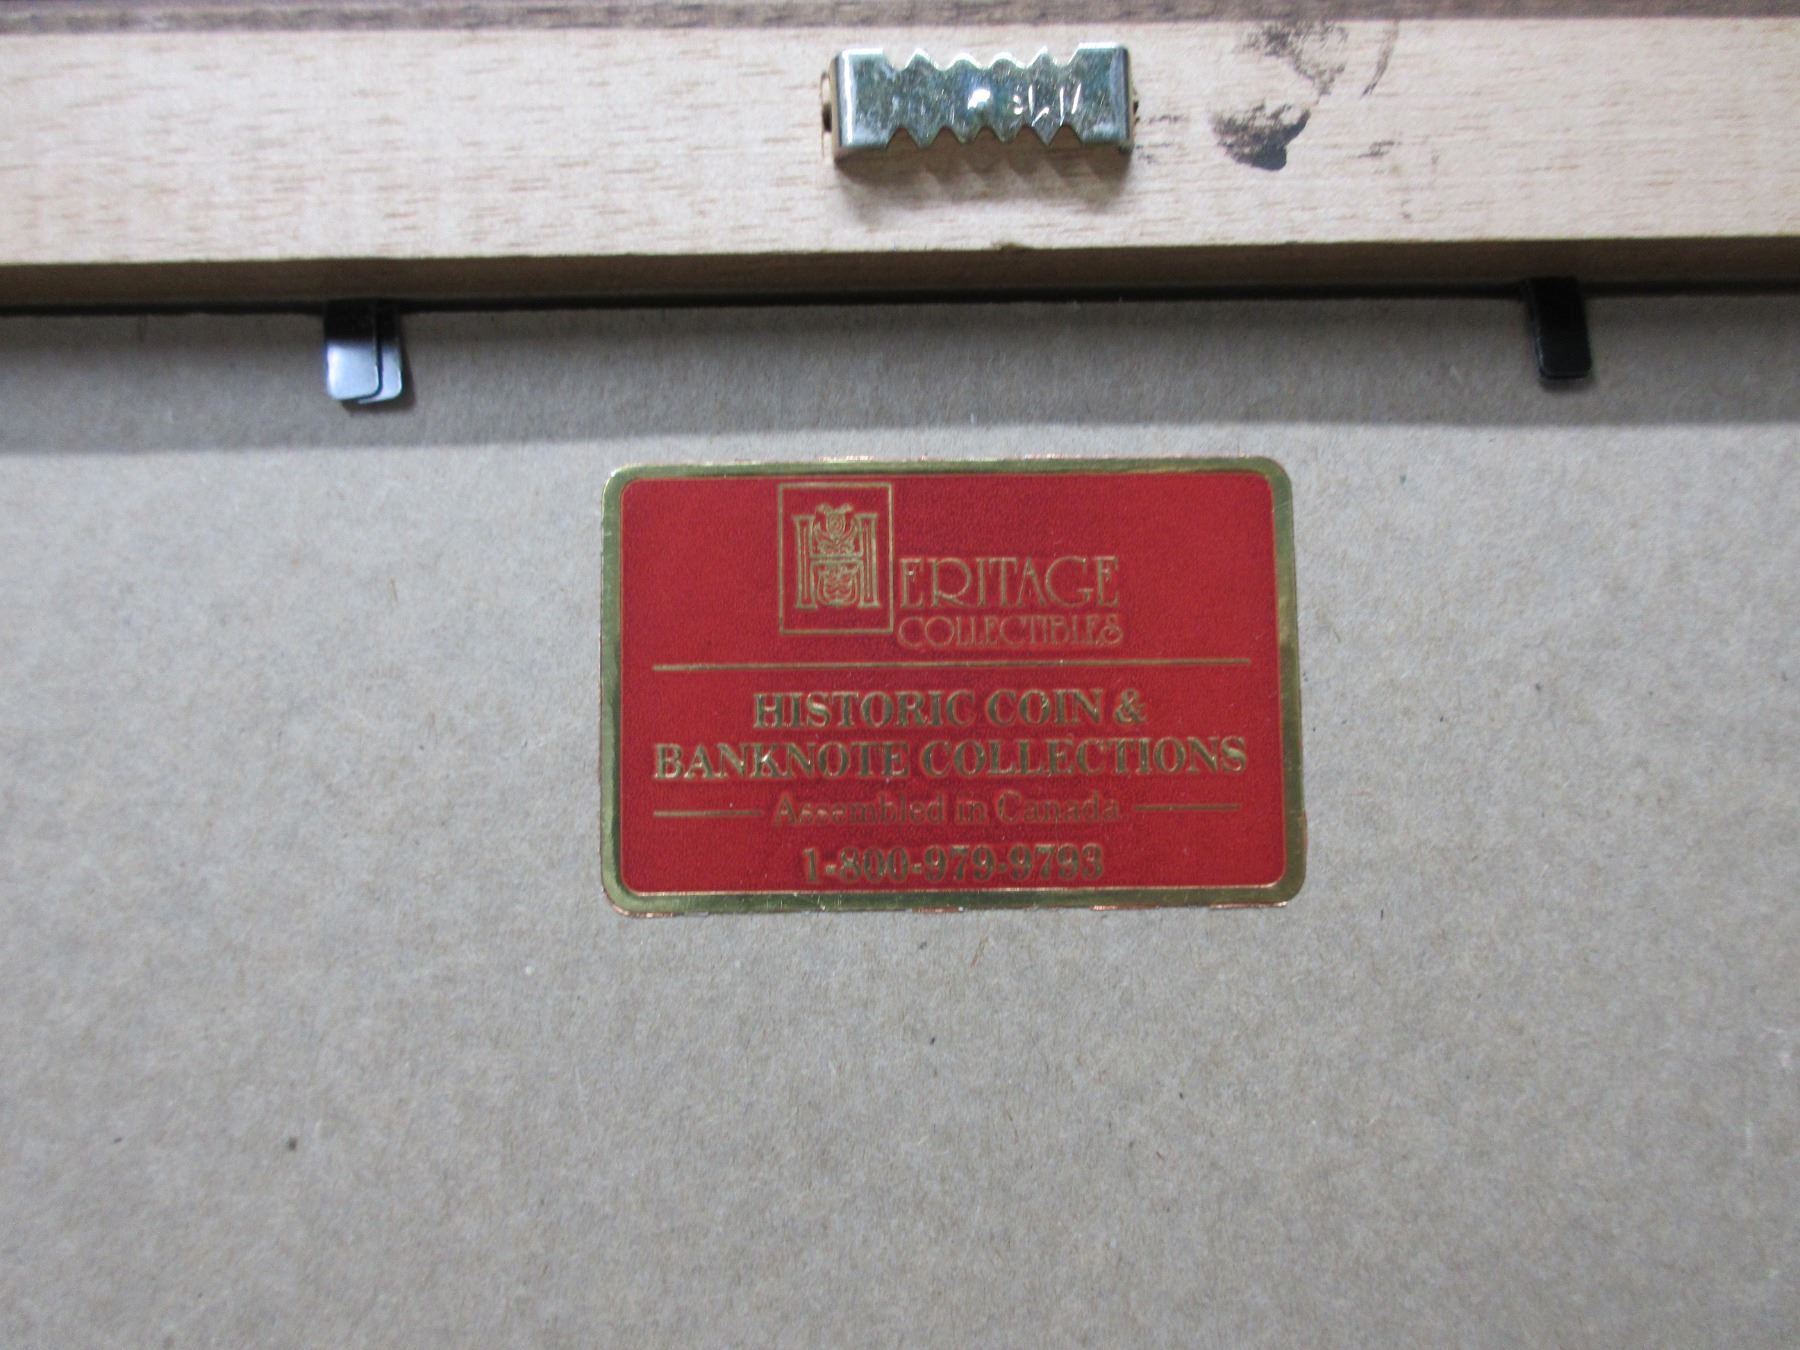 HERITAGE
COLLECTIBLES
HISTORIC COIN &
BANKNOTE COLLECTIONS
Assembled in Canada
1-800-979-9793